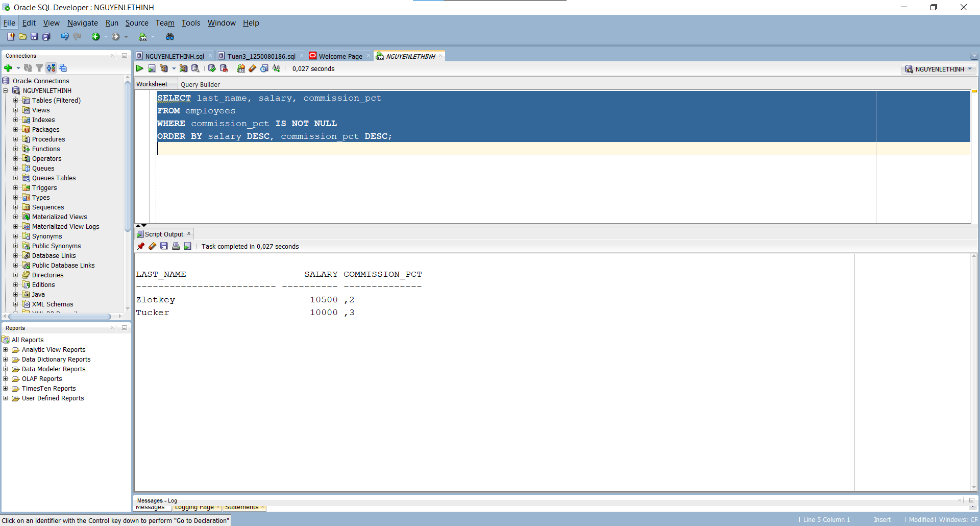 Oracle SQL Developer : NGUYENLETHINH
File Edit View Navigate Run Source Team Tools Window Help
Connections
Oracle Connections
NGUYENLETHINH
Tables (Filtered)
Views
Indexes
Packages
Procedures
Functions
Operators
Queues
Queues Tables
Triggers
Types
Sequences
Materialized Views
Materialized View Logs
Synonyms
Public Synonyms
Database Links
Public Database Links
Directories
Editions
Java
XML Schemas
Reports
All Reports
Analytic View Reports
Data Dictionary Reports
Data Modeler Reports
OLAP Reports
TimesTen Reports
User Defined Reports
NGUYENLETHINH.sql Tuan3_1250080186.sql Welcome Page NGUYENLETHINH
0,027 seconds NGUYENLETHINH
Worksheet Query Builder
SELECT last_name, salary, commission_pct
FROM employees
WHERE commission_pct IS NOT NULL
ORDER BY salary DESC, commission_pct DESC;
Script Output
Task completed in 0,027 seconds
LAST_NAME SALARY COMMISSION_PCT
------------------------- ---------- --------------
Zlotkey 10500 ,2
Tucker 10000 ,3
Messages - Log
Messages Logging Page Statements
Click on an identifier with the Control key down to perform "Go to Declaration"
Line 5 Column 1 Insert Modified Windows: CF